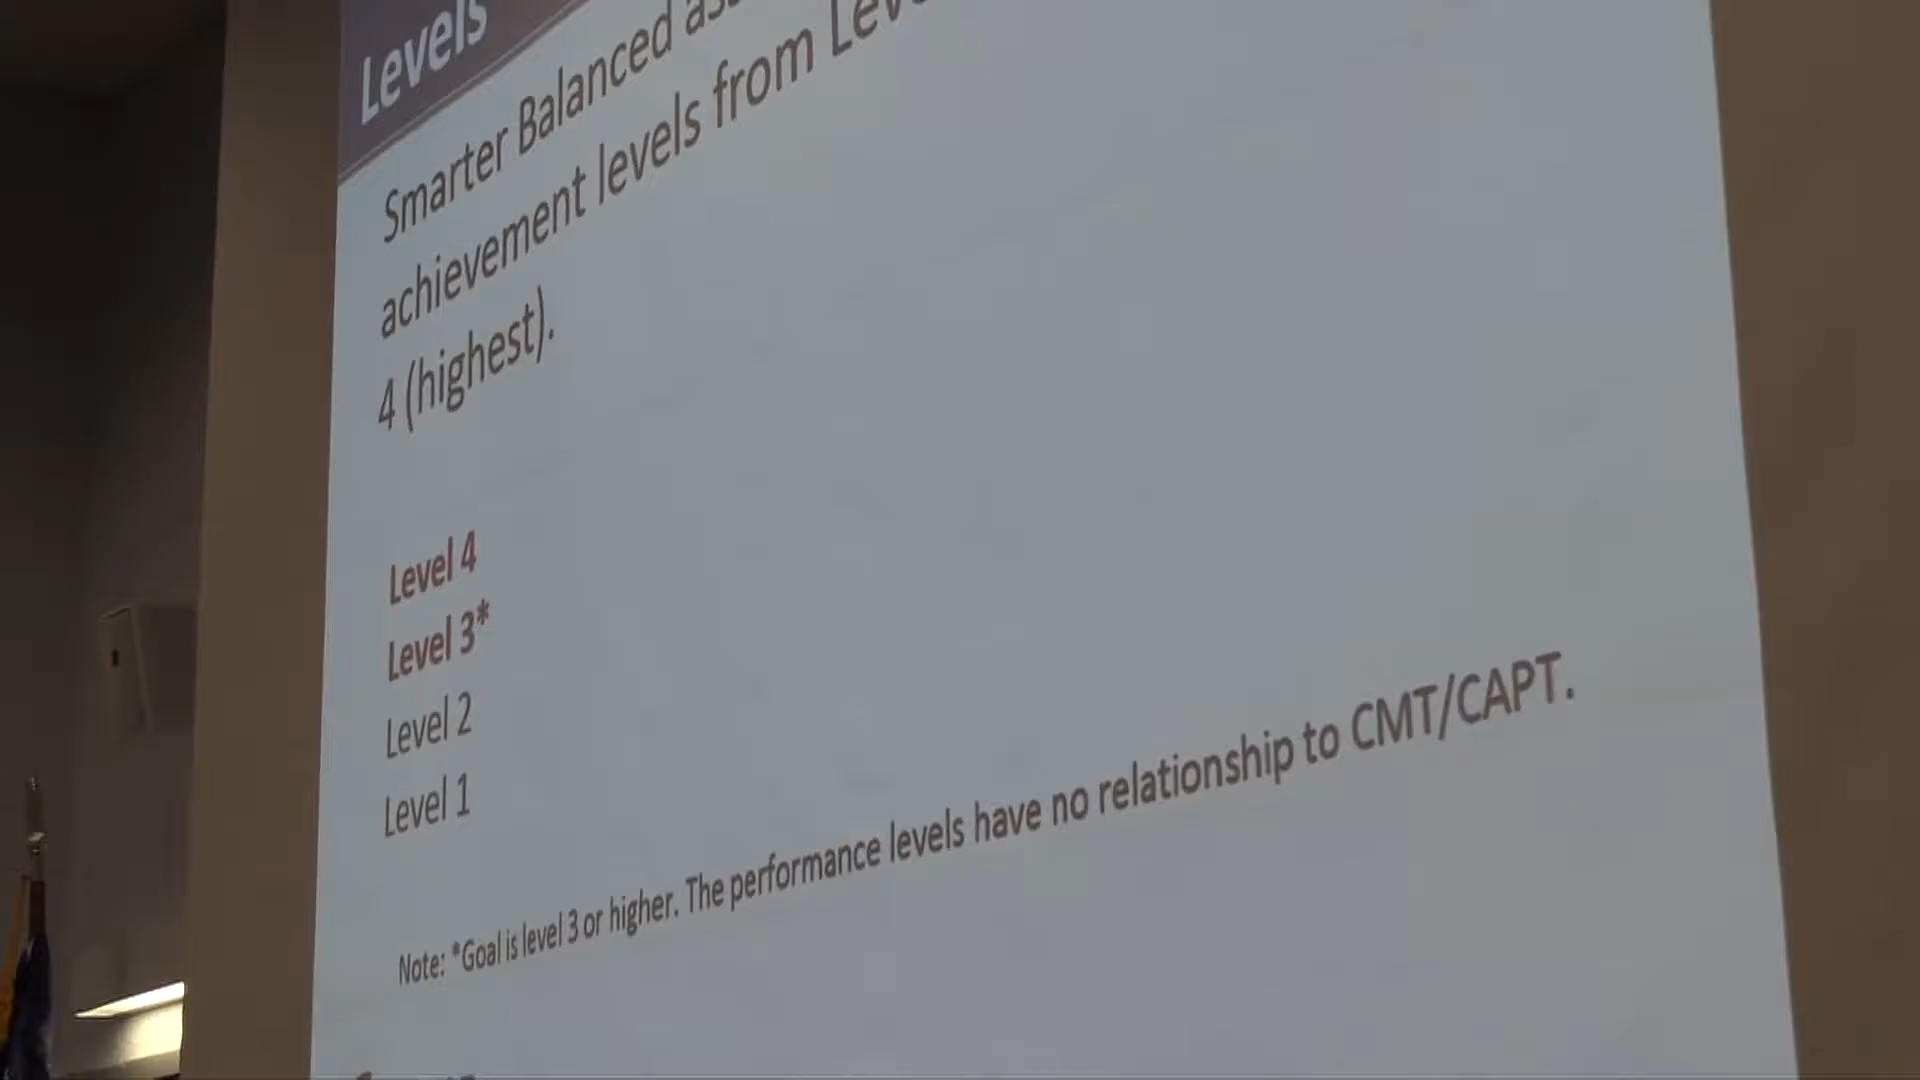 Levels
Smarter Balanced
achievement levels from
4 (highest).
Level 4
Level 3*
Level 2
Level 1
Note: *Goal is level 3 or higher. The performance levels have no relationship to CMT/CAPT.